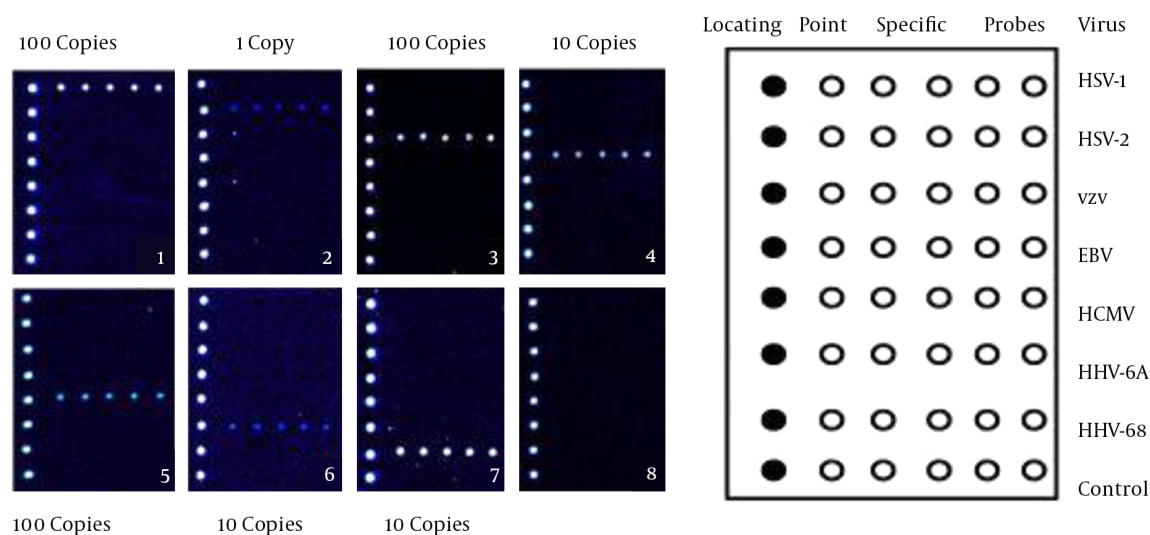 100 Copies
1 Copy
100 Copies
10 Copies
1
2
3
4
5
6
7
8
100 Copies
10 Copies
10 Copies
Locating Point Specific Probes Virus
HSV-1
HSV-2
vzv
EBV
HCMV
HHV-6A
HHV-68
Control